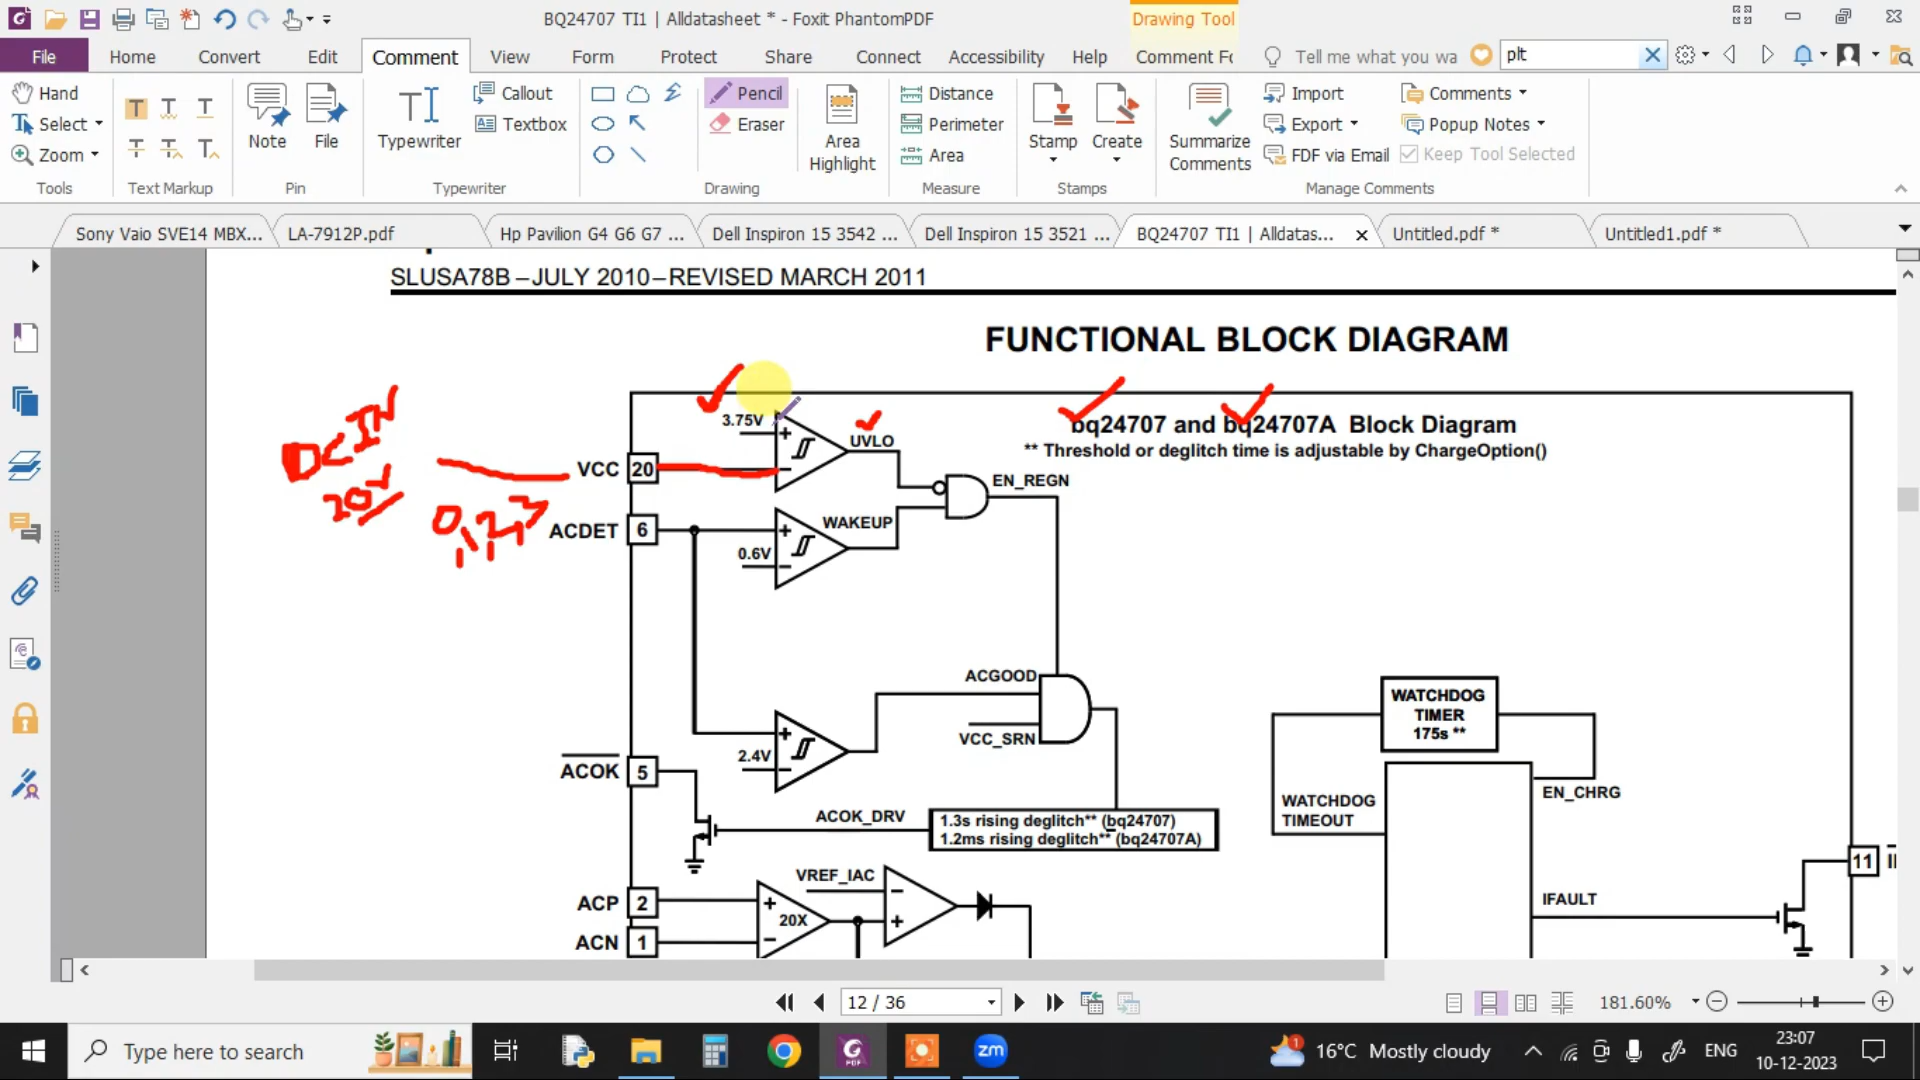 BQ24707 TI1 | Alldatasheet * - Foxit PhantomPDF
Drawing Tool
File Home Convert Edit Comment View Form Protect Share Connect Accessibility Help Comment Fo Tell me what you wa plt
Hand
Select
Zoom
Tools
Text Markup
Note
File
Pin
Typewriter
Callout
Textbox
Typewriter
Pencil
Eraser
Area
Highlight
Drawing
Distance
Perimeter
Area
Measure
Stamp
Create
Stamps
Summarize
Comments
Import
Export
FDF via Email
Comments
Popup Notes
Keep Tool Selected
Manage Comments
Sony Vaio SVE14 MBX... LA-7912P.pdf Hp Pavilion G4 G6 G7 ... Dell Inspiron 15 3542 ... Dell Inspiron 15 3521 ... BQ24707 TI1 | Alldatas... Untitled.pdf * Untitled1.pdf *
SLUSA78B –JULY 2010–REVISED MARCH 2011
FUNCTIONAL BLOCK DIAGRAM
bq24707 and bq24707A Block Diagram
** Threshold or deglitch time is adjustable by ChargeOption()
DCIN
20V
0,1,2,3
3.75V
UVLO
VCC 20
EN_REGN
ACDET 6
WAKEUP
0.6V
ACGOOD
VCC_SRN
2.4V
ACOK 5
ACOK_DRV
1.3s rising deglitch** (bq24707)
1.2ms rising deglitch** (bq24707A)
WATCHDOG
TIMER
175s **
EN_CHRG
WATCHDOG
TIMEOUT
11
IFAULT
VREF_IAC
ACP 2
20X
ACN 1
12 / 36
181.60%
Type here to search
zm
16°C Mostly cloudy
ENG
23:07
10-12-2023